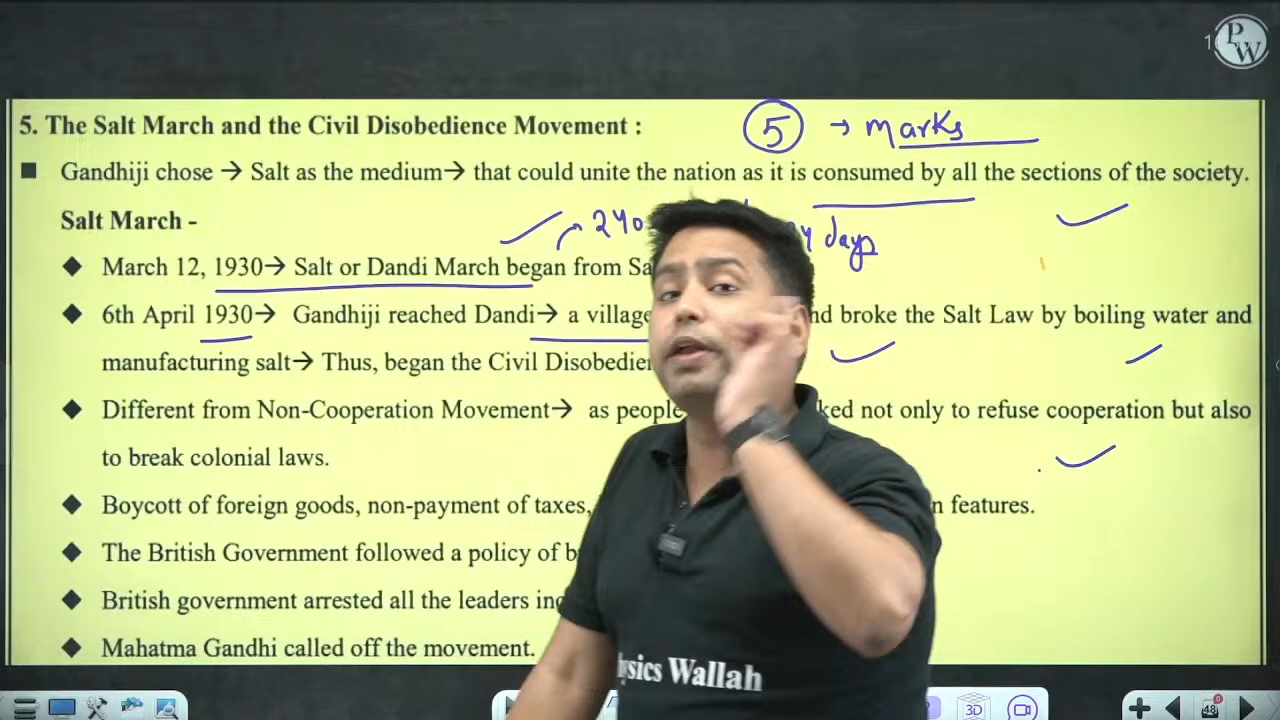 PW
1
5. The Salt March and the Civil Disobedience Movement :
5 → marks
■ Gandhiji chose → Salt as the medium→ that could unite the nation as it is consumed by all the sections of the society.
Salt March -
240
days
◆ March 12, 1930→ Salt or Dandi March began from
◆ 6th April 1930→ Gandhiji reached Dandi→ a village broke the Salt Law by boiling water and
manufacturing salt→ Thus, began the Civil
◆ Different from Non-Cooperation Movement→ as people not only to refuse cooperation but also
to break colonial laws.
◆ Boycott of foreign goods, non-payment of taxes, features.
◆ The British Government followed a policy of
◆ British government arrested all the leaders
◆ Mahatma Gandhi called off the movement.
Wallah
3D
48